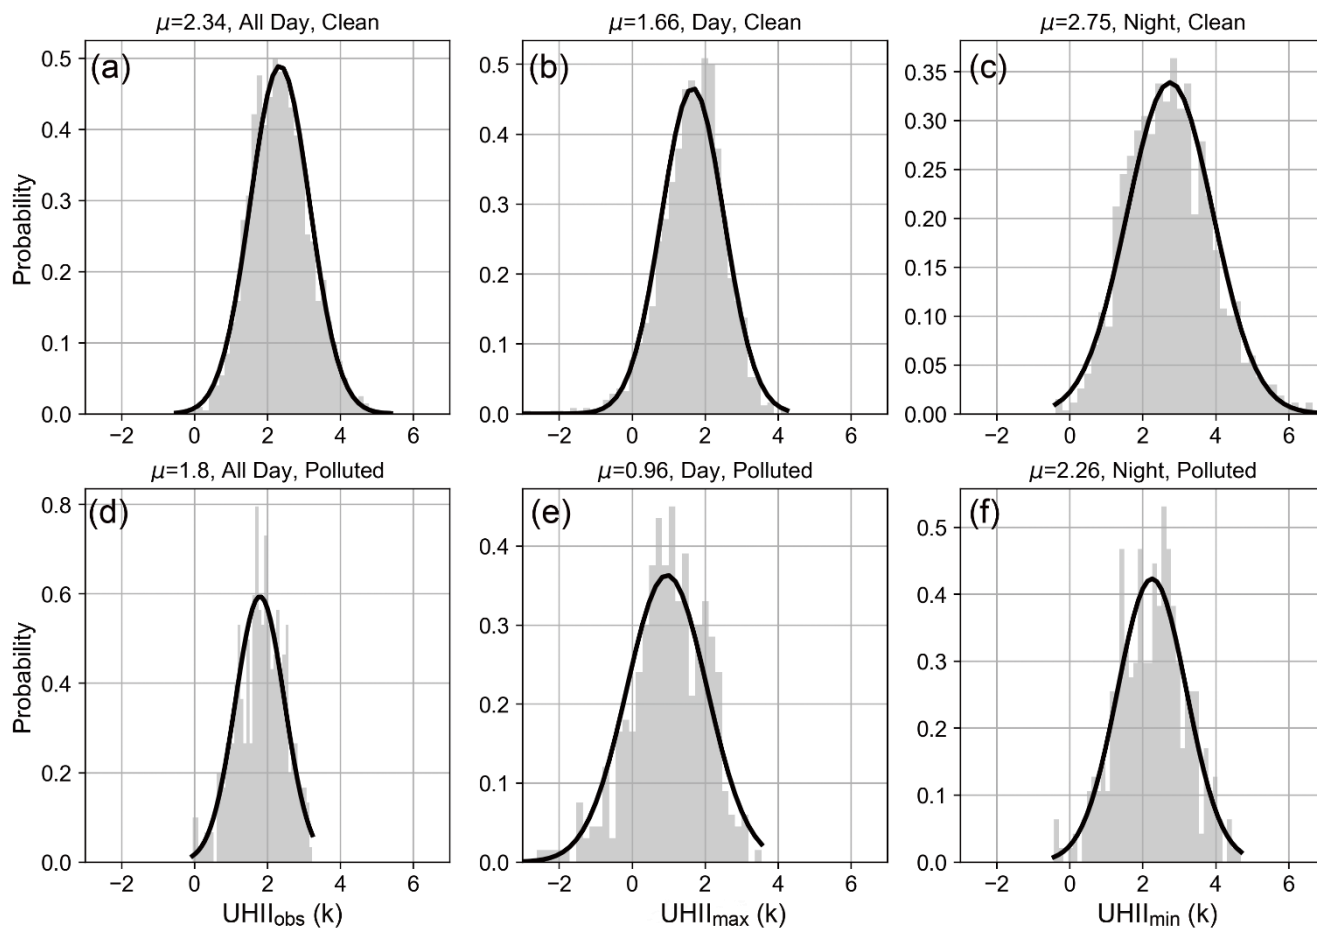 μ=2.34, All Day, Clean
(a)
0.5
0.4
0.3
0.2
0.1
0.0
Probability
−2 0 2 4 6
μ=1.66, Day, Clean
(b)
0.5
0.4
0.3
0.2
0.1
0.0
−2 0 2 4 6
μ=2.75, Night, Clean
(c)
0.35
0.30
0.25
0.20
0.15
0.10
0.05
0.00
−2 0 2 4 6
μ=1.8, All Day, Polluted
(d)
0.8
0.6
0.4
0.2
0.0
Probability
−2 0 2 4 6
UHII_obs (k)
μ=0.96, Day, Polluted
(e)
0.4
0.3
0.2
0.1
0.0
−2 0 2 4 6
UHII_max (k)
μ=2.26, Night, Polluted
(f)
0.5
0.4
0.3
0.2
0.1
0.0
−2 0 2 4 6
UHII_min (k)